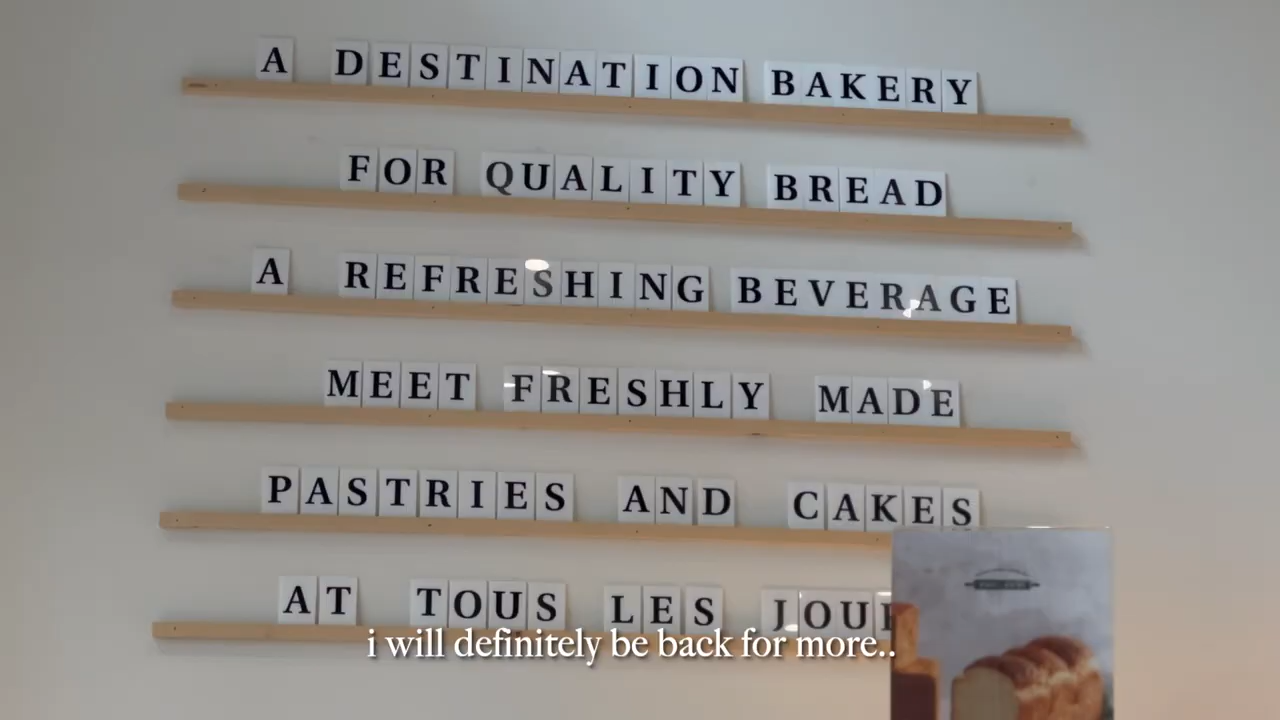 A DESTINATION BAKERY
FOR QUALITY BREAD
A REFRESHING BEVERAGE
MEET FRESHLY MADE
PASTRIES AND CAKES
AT TOUS LES
i will definitely be back for more..